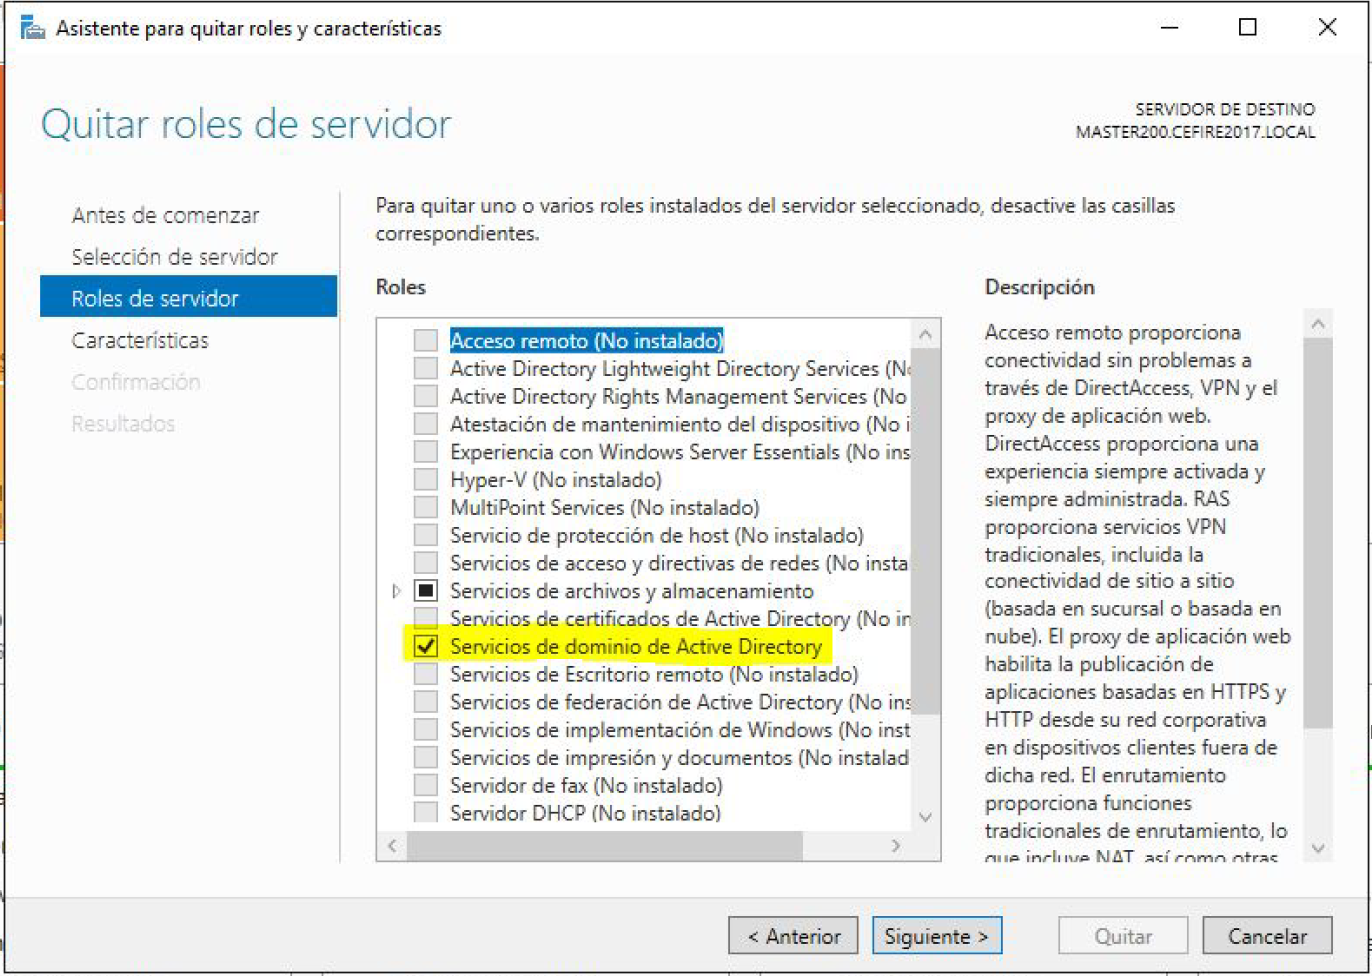 Asistente para quitar roles y características
Quitar roles de servidor
SERVIDOR DE DESTINO
MASTER200.CEFIRE2017.LOCAL
Antes de comenzar
Selección de servidor
Roles de servidor
Características
Confirmación
Resultados
Para quitar uno o varios roles instalados del servidor seleccionado, desactive las casillas
correspondientes.
Roles
Acceso remoto (No instalado)
Active Directory Lightweight Directory Services (No
Active Directory Rights Management Services (No
Atestación de mantenimiento del dispositivo (No i
Experiencia con Windows Server Essentials (No ins
Hyper-V (No instalado)
MultiPoint Services (No instalado)
Servicio de protección de host (No instalado)
Servicios de acceso y directivas de redes (No insta
Servicios de archivos y almacenamiento
Servicios de certificados de Active Directory (No in
Servicios de dominio de Active Directory
Servicios de Escritorio remoto (No instalado)
Servicios de federación de Active Directory (No ins
Servicios de implementación de Windows (No inst
Servicios de impresión y documentos (No instalad
Servidor de fax (No instalado)
Servidor DHCP (No instalado)
Descripción
Acceso remoto proporciona
conectividad sin problemas a
través de DirectAccess, VPN y el
proxy de aplicación web.
DirectAccess proporciona una
experiencia siempre activada y
siempre administrada. RAS
proporciona servicios VPN
tradicionales, incluida la
conectividad de sitio a sitio
(basada en sucursal o basada en
nube). El proxy de aplicación web
habilita la publicación de
aplicaciones basadas en HTTPS y
HTTP desde su red corporativa
en dispositivos clientes fuera de
dicha red. El enrutamiento
proporciona funciones
tradicionales de enrutamiento, lo
que incluye NAT, así como otras
< Anterior
Siguiente >
Quitar
Cancelar